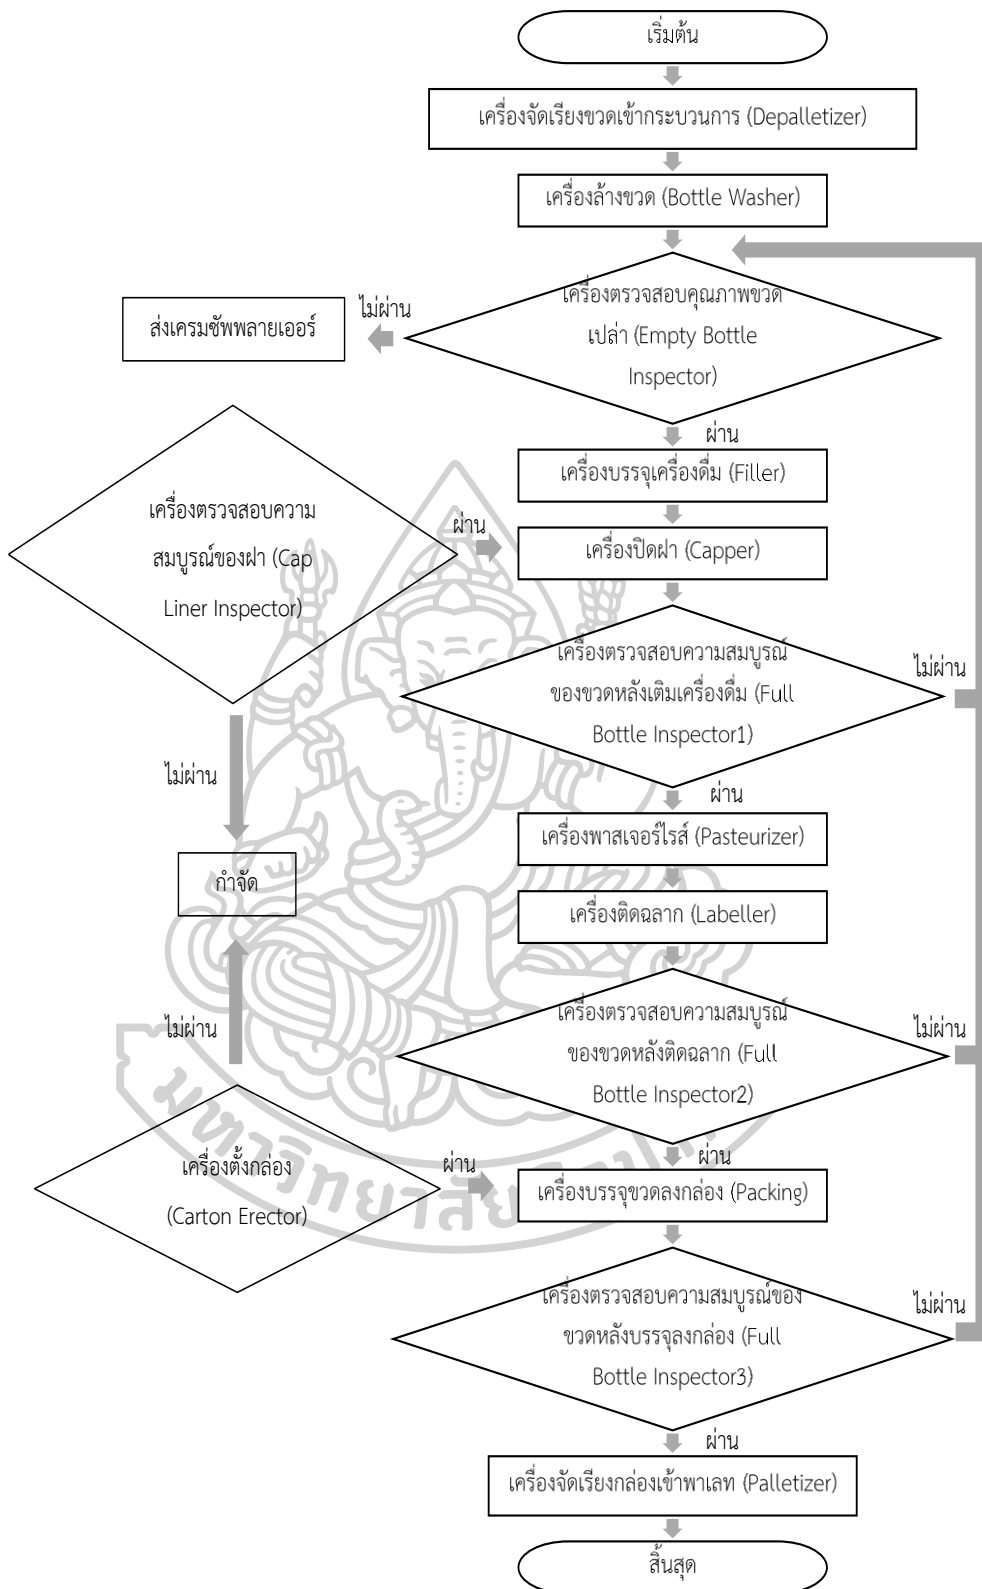 เริ่มต้น
เครื่องจัดเรียงขวดเข้ากระบวนการ (Depalletizer)
เครื่องล้างขวด (Bottle Washer)
เครื่องตรวจสอบคุณภาพขวด
เปล่า (Empty Bottle
Inspector)
ไม่ผ่าน
ส่งเครมซัพพลายเออร์
ผ่าน
เครื่องบรรจุเครื่องดื่ม (Filler)
เครื่องตรวจสอบความ
สมบูรณ์ของฝา (Cap
Liner Inspector)
ผ่าน
เครื่องปิดฝา (Capper)
เครื่องตรวจสอบความสมบูรณ์
ของขวดหลังเติมเครื่องดื่ม (Full
Bottle Inspector1)
ไม่ผ่าน
ไม่ผ่าน
ผ่าน
เครื่องพาสเจอร์ไรส์ (Pasteurizer)
กำจัด
เครื่องติดฉลาก (Labeller)
เครื่องตรวจสอบความสมบูรณ์
ของขวดหลังติดฉลาก (Full
Bottle Inspector2)
ไม่ผ่าน
ไม่ผ่าน
ผ่าน
เครื่องตั้งกล่อง
(Carton Erector)
ผ่าน
เครื่องบรรจุขวดลงกล่อง (Packing)
เครื่องตรวจสอบความสมบูรณ์ของ
ขวดหลังบรรจุลงกล่อง (Full
Bottle Inspector3)
ไม่ผ่าน
ผ่าน
เครื่องจัดเรียงกล่องเข้าพาเลท (Palletizer)
สิ้นสุด